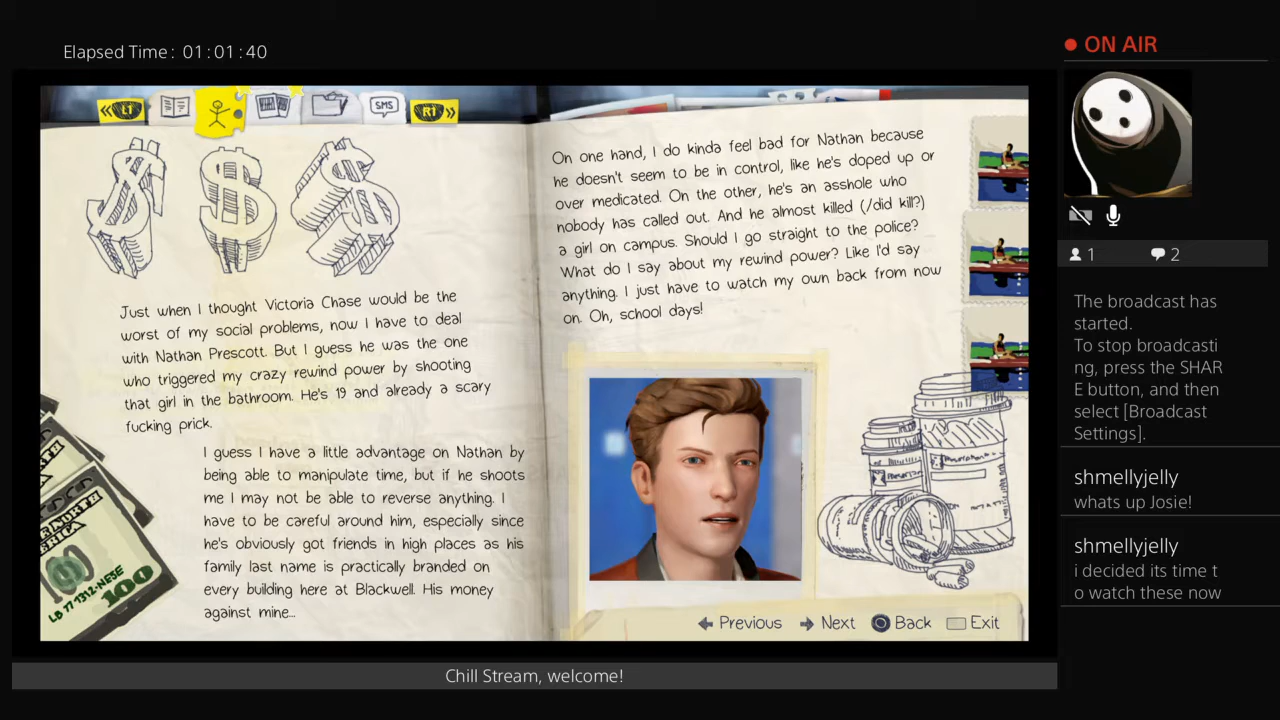 Elapsed Time: 01:01:40
ON AIR
L1
SMS
R1
Just when I thought Victoria Chase would be the
worst of my social problems, now I have to deal
with Nathan Prescott. But I guess he was the one
who triggered my crazy rewind power by shooting
that girl in the bathroom. He's 19 and already a scary
fucking prick.
I guess I have a little advantage on Nathan by
being able to manipulate time, but if he shoots
me I may not be able to reverse anything. I
have to be careful around him, especially since
he's obviously got friends in high places as his
family last name is practically branded on
every building here at Blackwell. His money
against mine...
100
LB 77 1312-NESE
100
On one hand, I do kinda feel bad for Nathan because
he doesn't seem to be in control, like he's doped up or
over medicated. On the other, he's an asshole who
nobody has called out. And he almost killed (/did kill?)
a girl on campus. Should I go straight to the police?
What do I say about my rewind power? Like I'd say
anything. I just have to watch my own back from now
on. Oh, school days!
Previous
Next
Back
Exit
1
2
The broadcast has
started.
To stop broadcasti
ng, press the SHAR
E button, and then
select [Broadcast
Settings].
shmellyjelly
whats up Josie!
shmellyjelly
i decided its time t
o watch these now
Chill Stream, welcome!